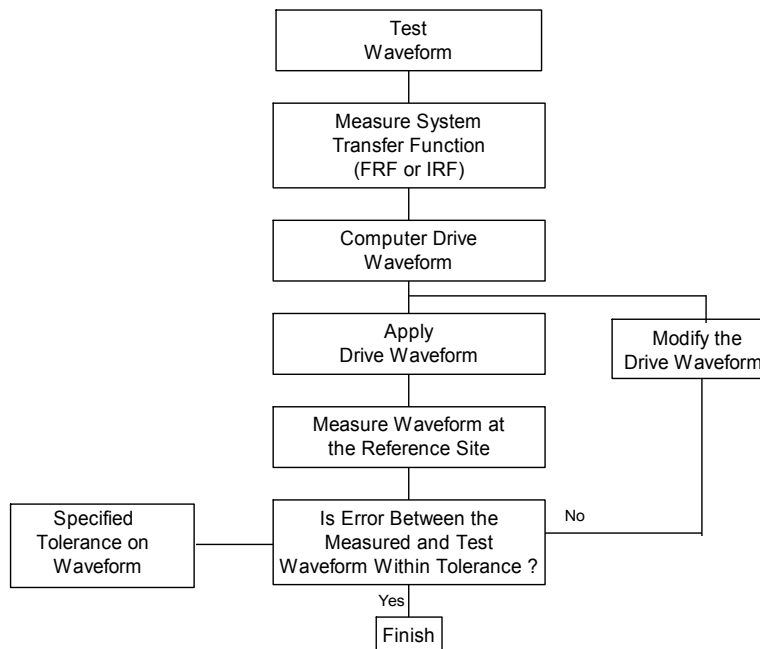 Test
Waveform
Measure System
Transfer Function
(FRF or IRF)
Computer Drive
Waveform
Apply
Drive Waveform
Modify the
Drive Waveform
Measure Waveform at
the Reference Site
Specified
Tolerance on
Waveform
Is Error Between the
Measured and Test
Waveform Within Tolerance ?
No
Yes
Finish